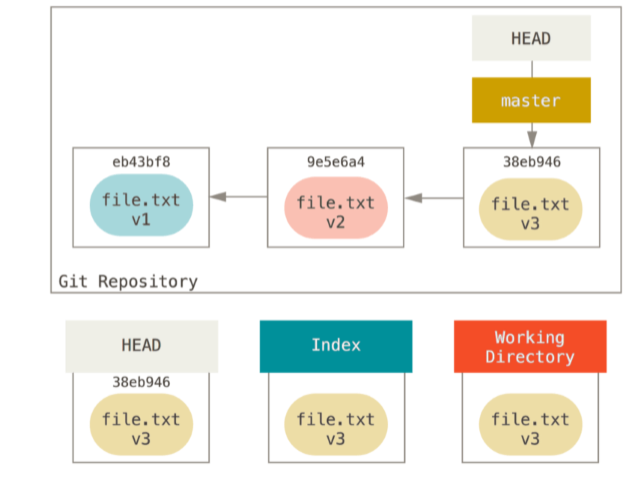 HEAD
master
eb43bf8
9e5e6a4
38eb946
file.txt
v1
file.txt
v2
file.txt
v3
Git Repository
HEAD
Index
Working
Directory
38eb946
file.txt
v3
file.txt
v3
file.txt
v3